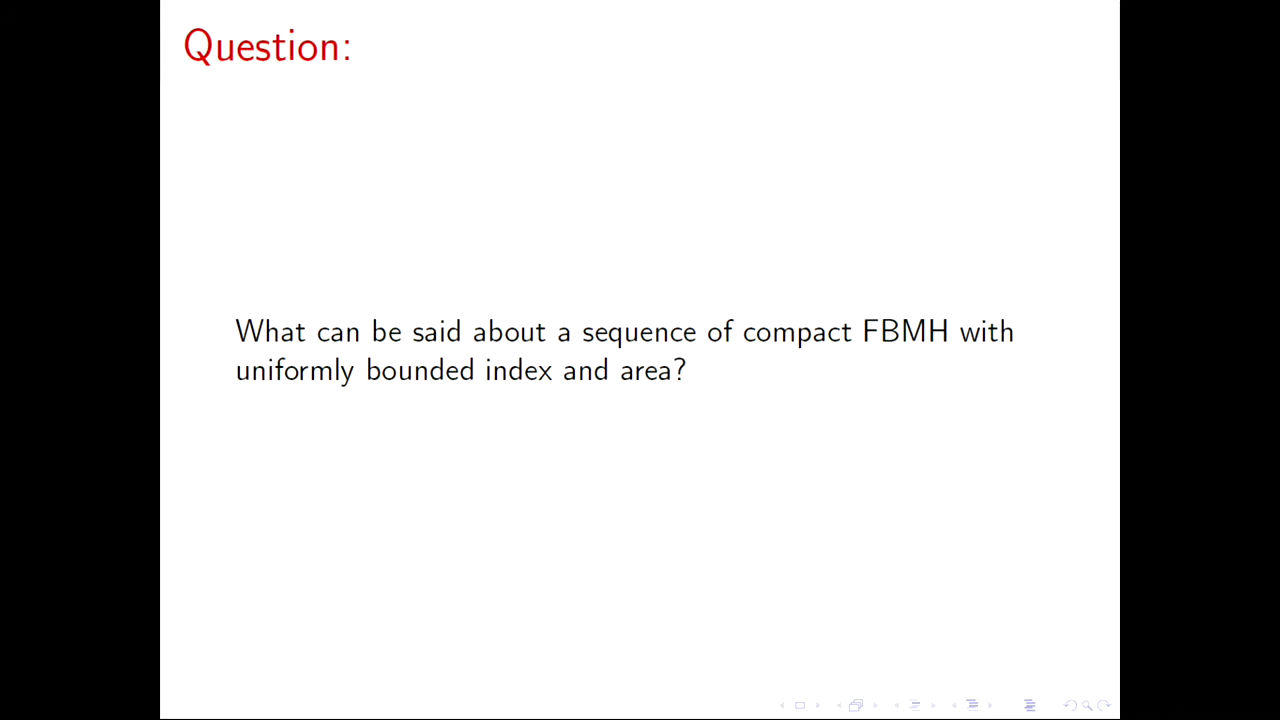 Question:
What can be said about a sequence of compact FBMH with
uniformly bounded index and area?